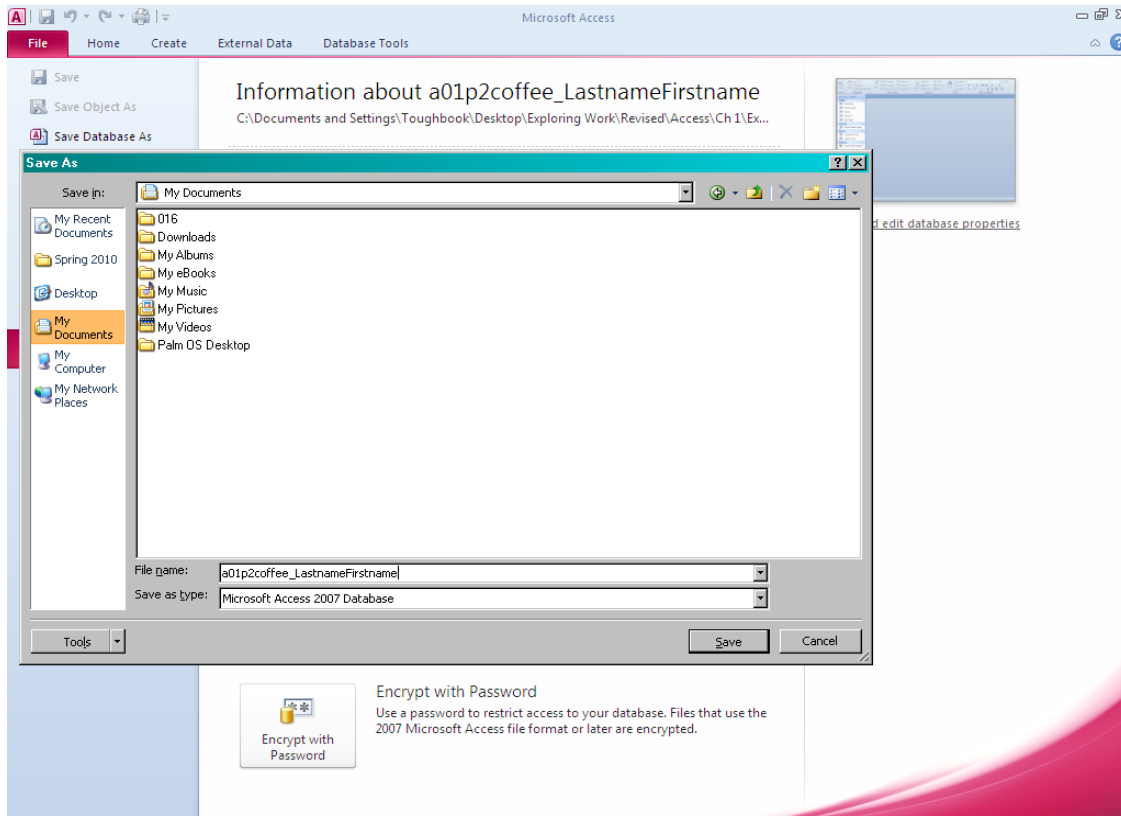 A
Microsoft Access
File Home Create External Data Database Tools
Save
Save Object As
Save Database As
Information about a01p2coffee_LastnameFirstname
C:\Documents and Settings\Toughbook\Desktop\Exploring Work\Revised\Access\Ch 1\Ex...
Save As
Save in: My Documents
My Recent
Documents
Spring 2010
Desktop
My
Documents
My
Computer
My Network
Places
016
Downloads
My Albums
My eBooks
My Music
My Pictures
My Videos
Palm OS Desktop
edit database properties
File name: a01p2coffee_LastnameFirstname
Save as type: Microsoft Access 2007 Database
Tools Save Cancel
Encrypt with
Password
Encrypt with Password
Use a password to restrict access to your database. Files that use the
2007 Microsoft Access file format or later are encrypted.